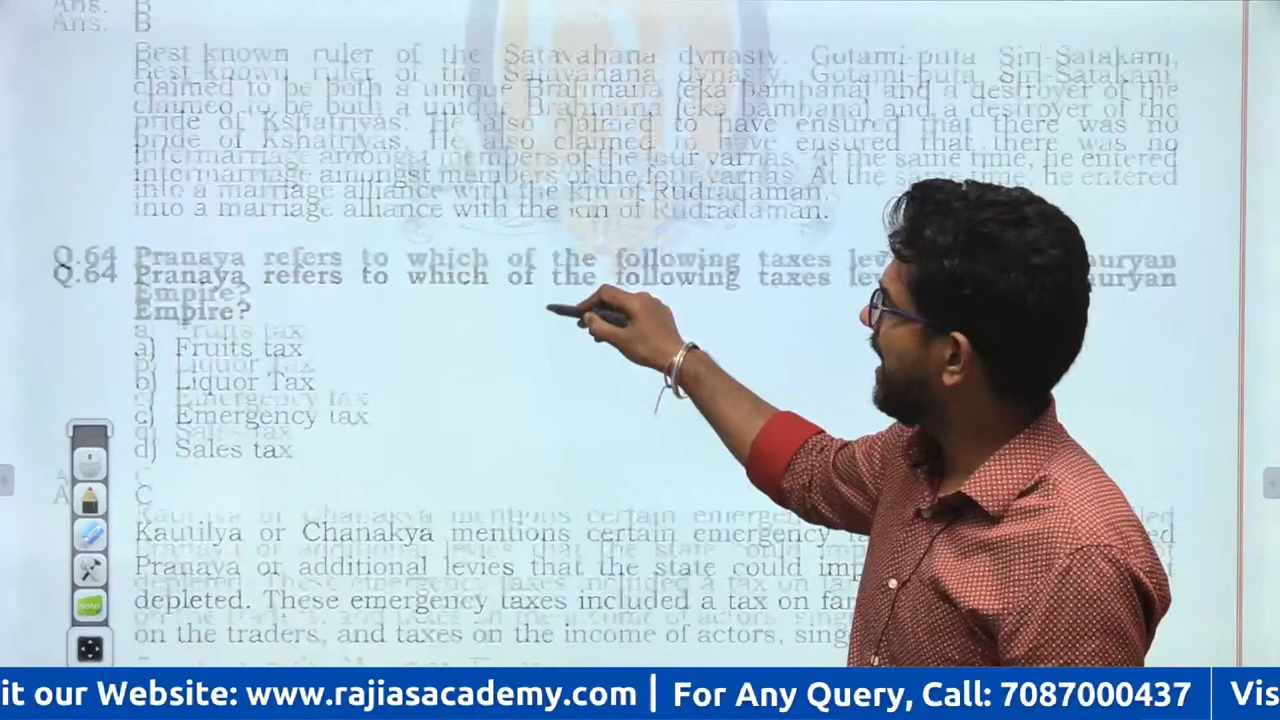 Ans. B
Best known ruler of the Satavahana dynasty. Gotami-puta Siri-Satakani,
claimed to be both a unique Brahmana (eka bambhana) and a destroyer of the
pride of Kshatriyas. He also claimed to have ensured that there was no
intermarriage amongst members of the four varnas. At the same time, he entered
into a marriage alliance with the kin of Rudradaman.
Q.64 Pranaya refers to which of the following taxes uryan
Empire?
a) Fruits tax
b) Liquor Tax
c) Emergency tax
d) Sales tax
A C
Kautilya or Chanakya mentions certain emergency
Pranaya or additional levies that the state could imp
depleted. These emergency taxes included a tax on far
on the traders, and taxes on the income of actors, sing
Notes
it our Website: www.rajiasacademy.com | For Any Query, Call: 7087000437 | Vis